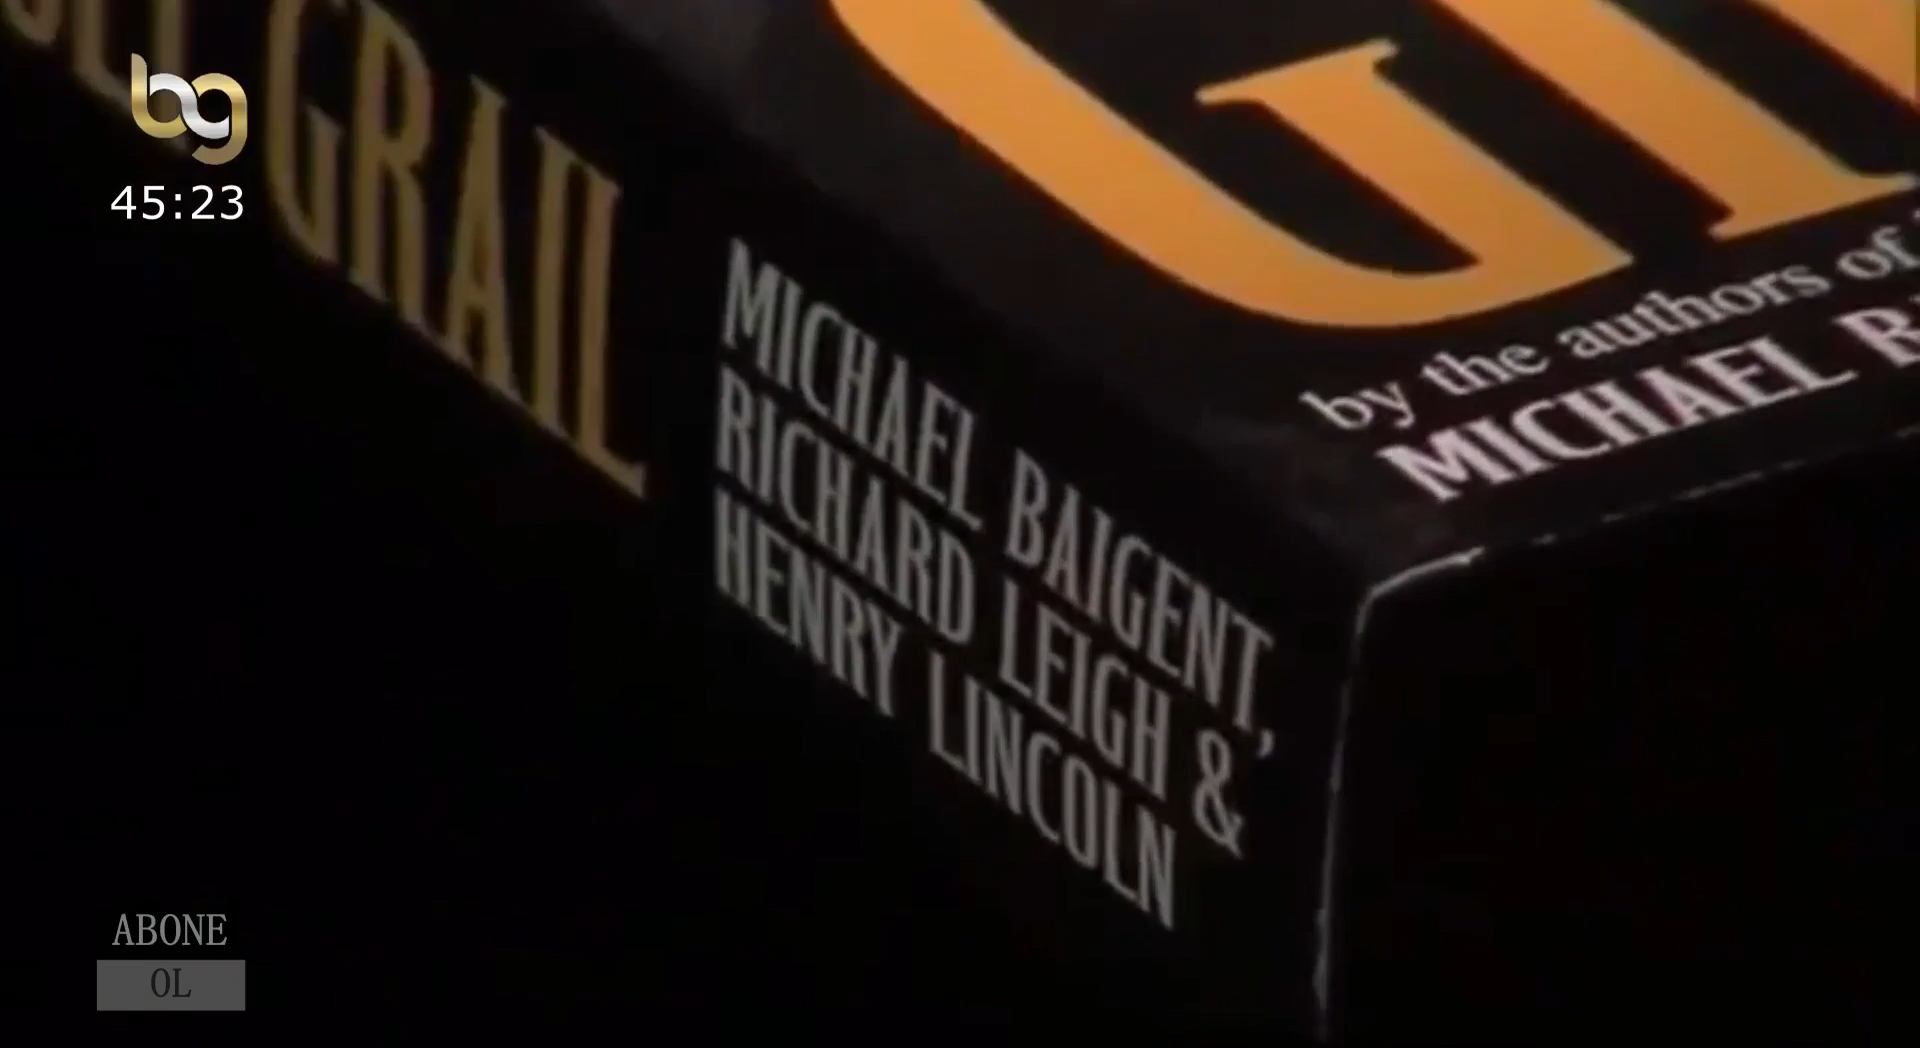 bg
45:23
GRAIL
MICHAEL BAIGENT,
RICHARD LEIGH &
HENRY LINCOLN
by the authors of
MICHAEL
ABONE
OL